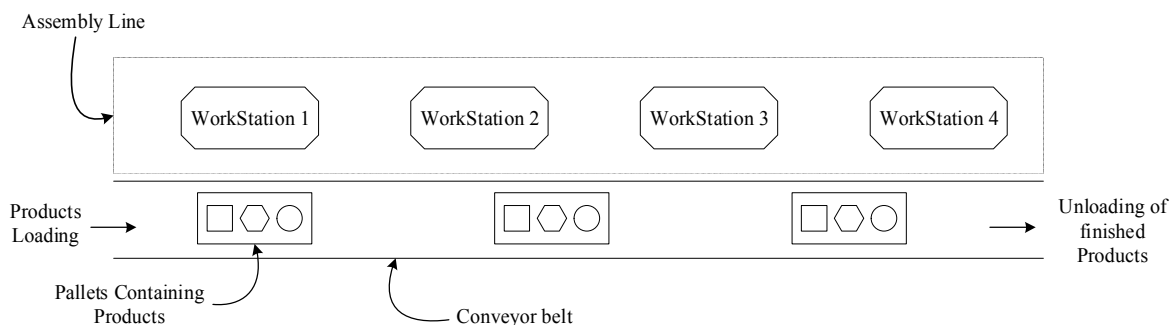 Assembly Line
WorkStation 1
WorkStation 2
WorkStation 3
WorkStation 4
Products
Loading
Unloading of
finished
Products
Pallets Containing
Products
Conveyor belt